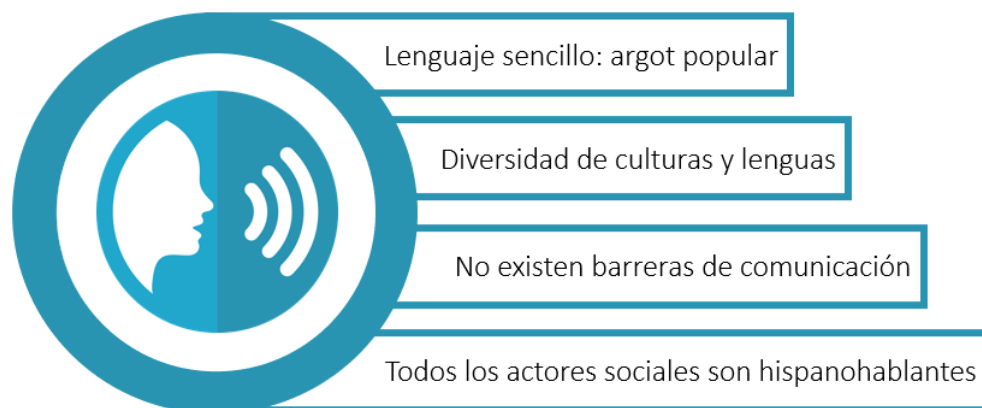 Lenguaje sencillo: argot popular
Diversidad de culturas y lenguas
No existen barreras de comunicación
Todos los actores sociales son hispanohablantes